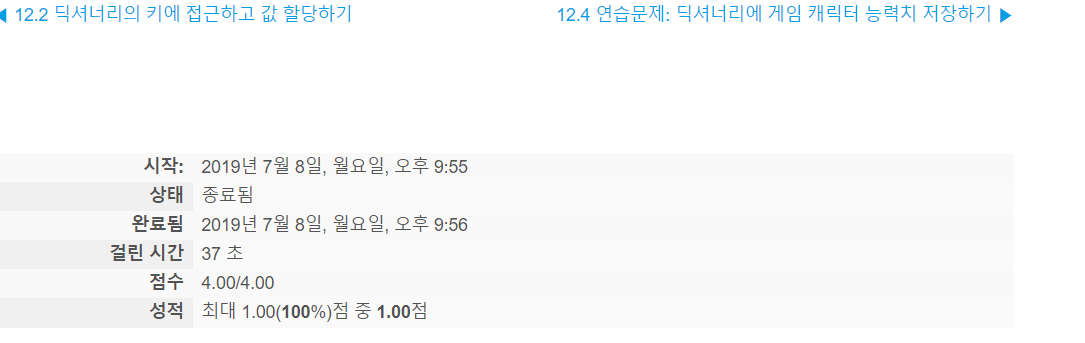 ◀ 12.2 딕셔너리의 키에 접근하고 값 할당하기
12.4 연습문제: 딕셔너리에 게임 캐릭터 능력치 저장하기 ▶
시작: 2019년 7월 8일, 월요일, 오후 9:55
상태 종료됨
완료됨 2019년 7월 8일, 월요일, 오후 9:56
걸린 시간 37 초
점수 4.00/4.00
성적 최대 1.00(100%)점 중 1.00점